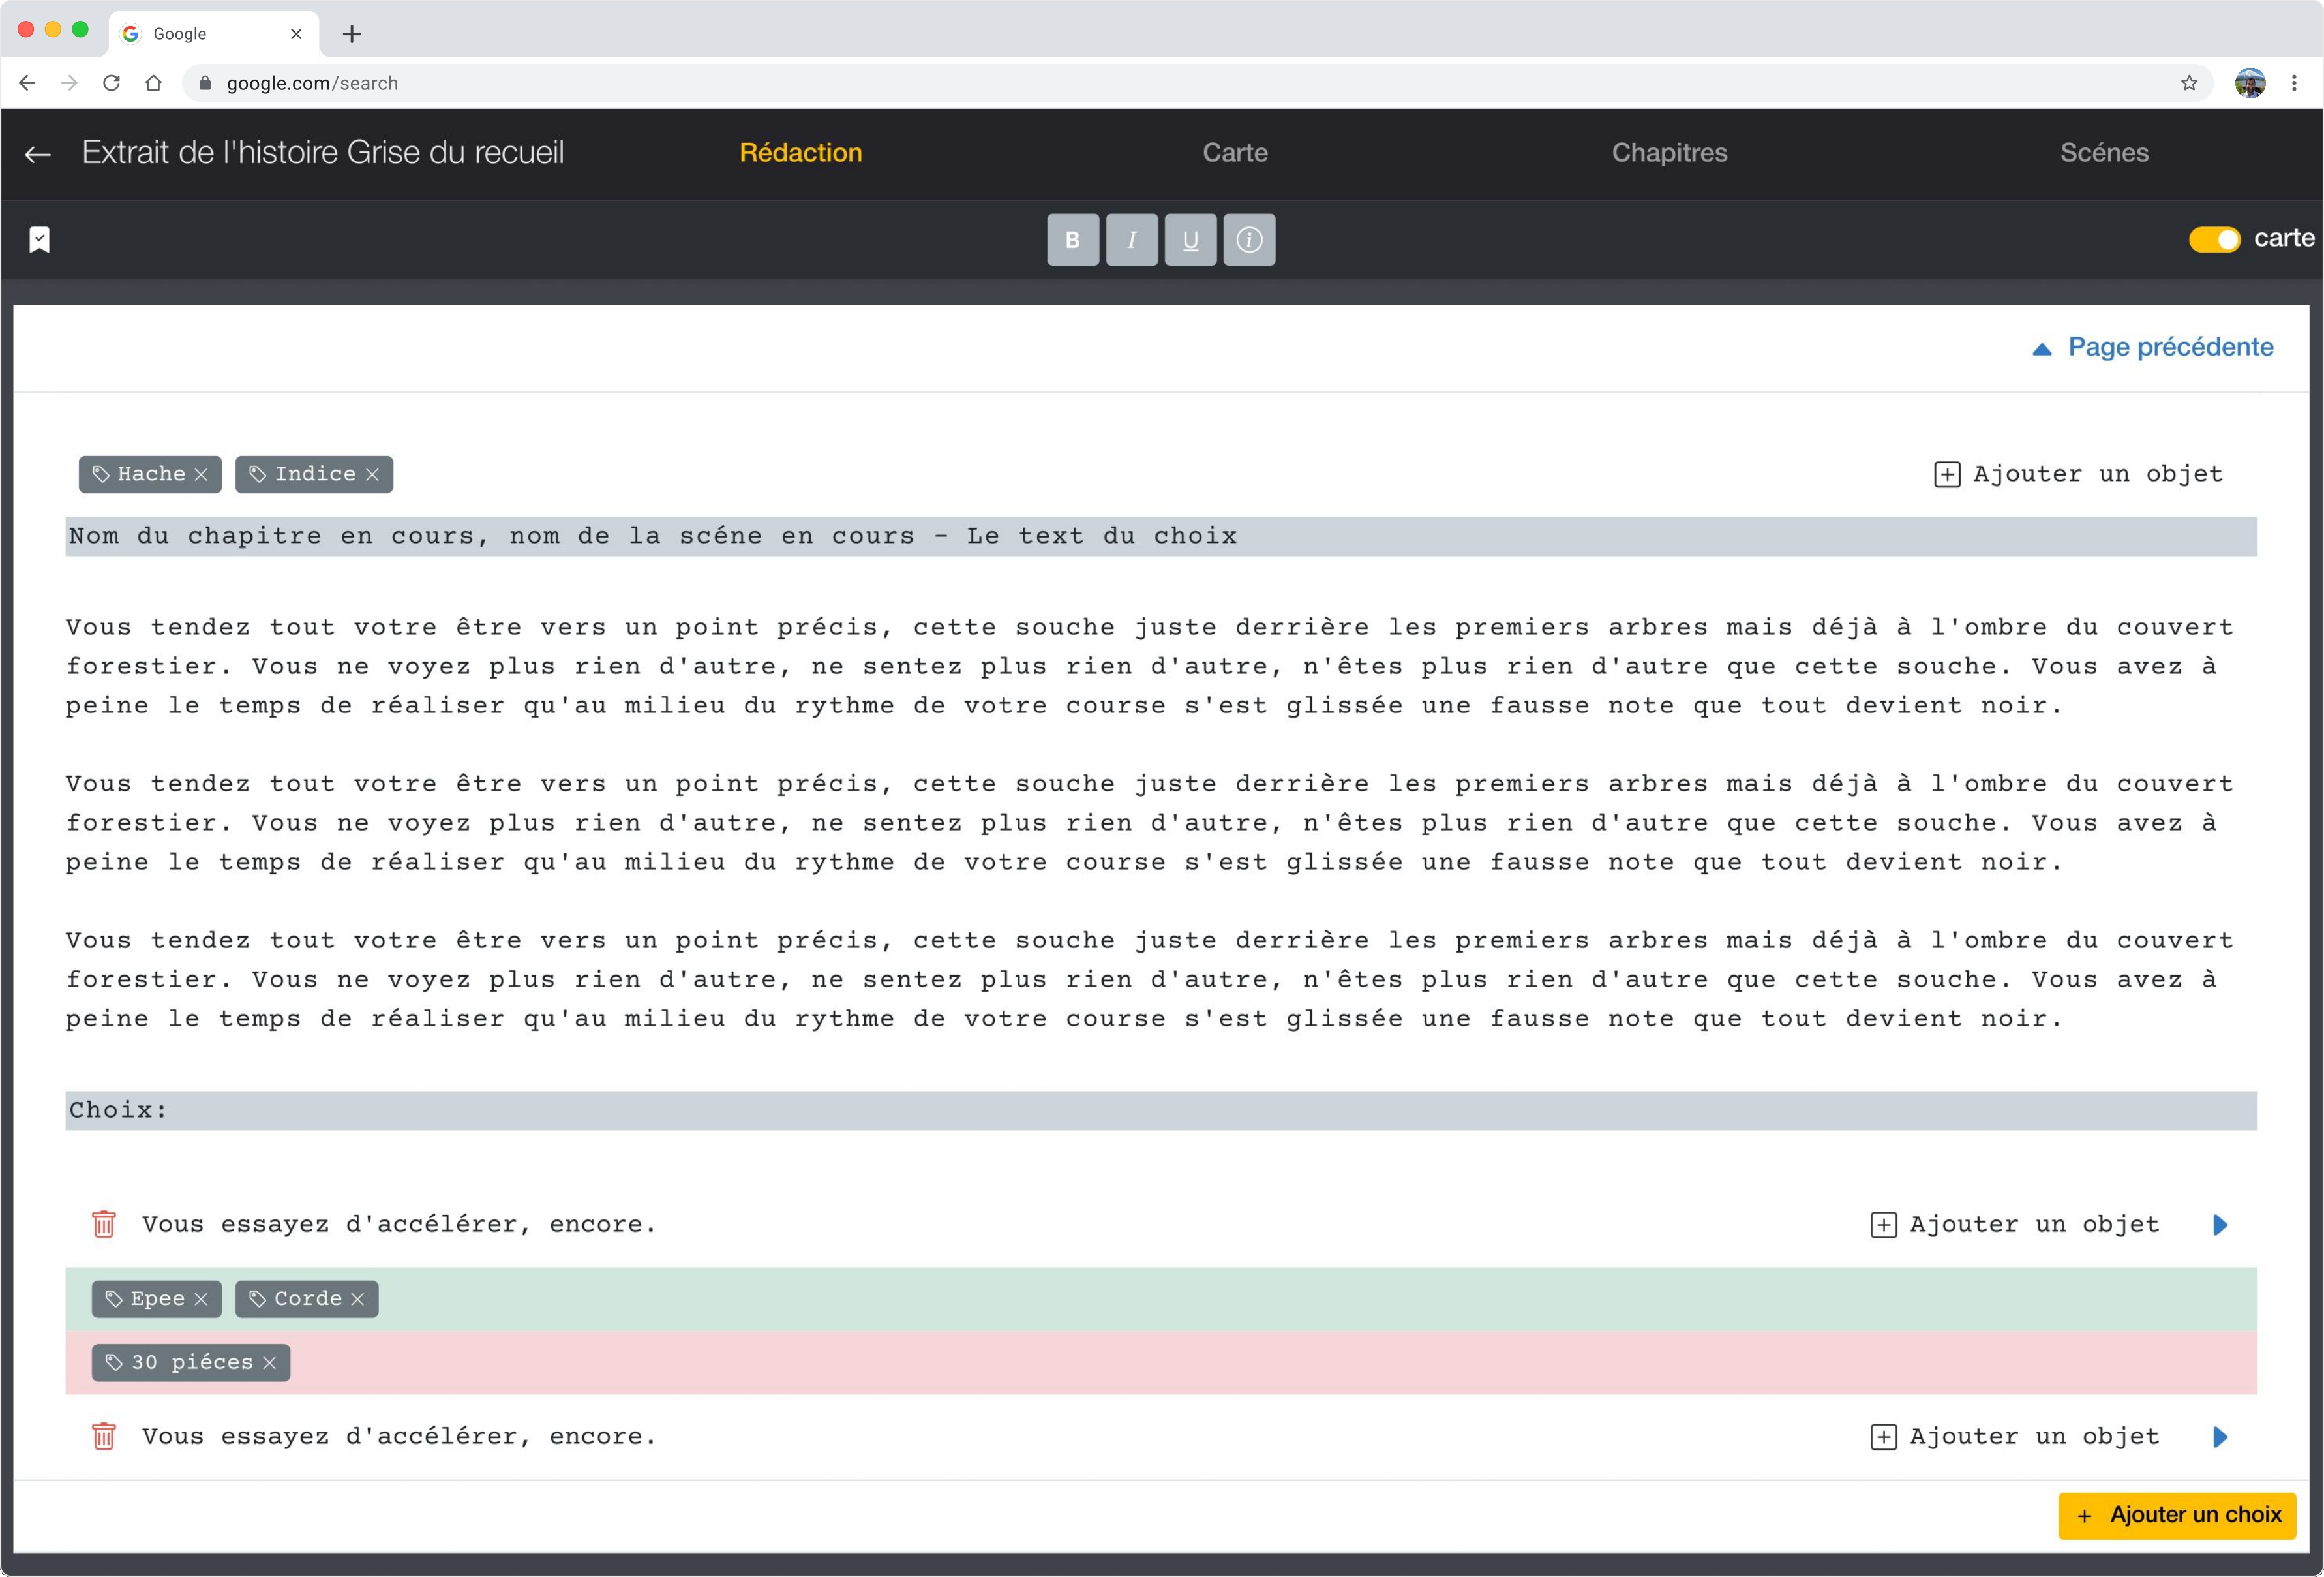 Google
google.com/search
Extrait de l'histoire Grise du recueil
Rédaction
Carte
Chapitres
Scénes
B I U i
carte
Page précédente
Hache
Indice
Ajouter un objet
Nom du chapitre en cours, nom de la scéne en cours - Le text du choix
Vous tendez tout votre être vers un point précis, cette souche juste derrière les premiers arbres mais déjà à l'ombre du couvert
forestier. Vous ne voyez plus rien d'autre, ne sentez plus rien d'autre, n'êtes plus rien d'autre que cette souche. Vous avez à
peine le temps de réaliser qu'au milieu du rythme de votre course s'est glissée une fausse note que tout devient noir.
Vous tendez tout votre être vers un point précis, cette souche juste derrière les premiers arbres mais déjà à l'ombre du couvert
forestier. Vous ne voyez plus rien d'autre, ne sentez plus rien d'autre, n'êtes plus rien d'autre que cette souche. Vous avez à
peine le temps de réaliser qu'au milieu du rythme de votre course s'est glissée une fausse note que tout devient noir.
Vous tendez tout votre être vers un point précis, cette souche juste derrière les premiers arbres mais déjà à l'ombre du couvert
forestier. Vous ne voyez plus rien d'autre, ne sentez plus rien d'autre, n'êtes plus rien d'autre que cette souche. Vous avez à
peine le temps de réaliser qu'au milieu du rythme de votre course s'est glissée une fausse note que tout devient noir.
Choix:
Vous essayez d'accélérer, encore.
Ajouter un objet
Epee
Corde
30 piéces
Vous essayez d'accélérer, encore.
Ajouter un objet
+ Ajouter un choix